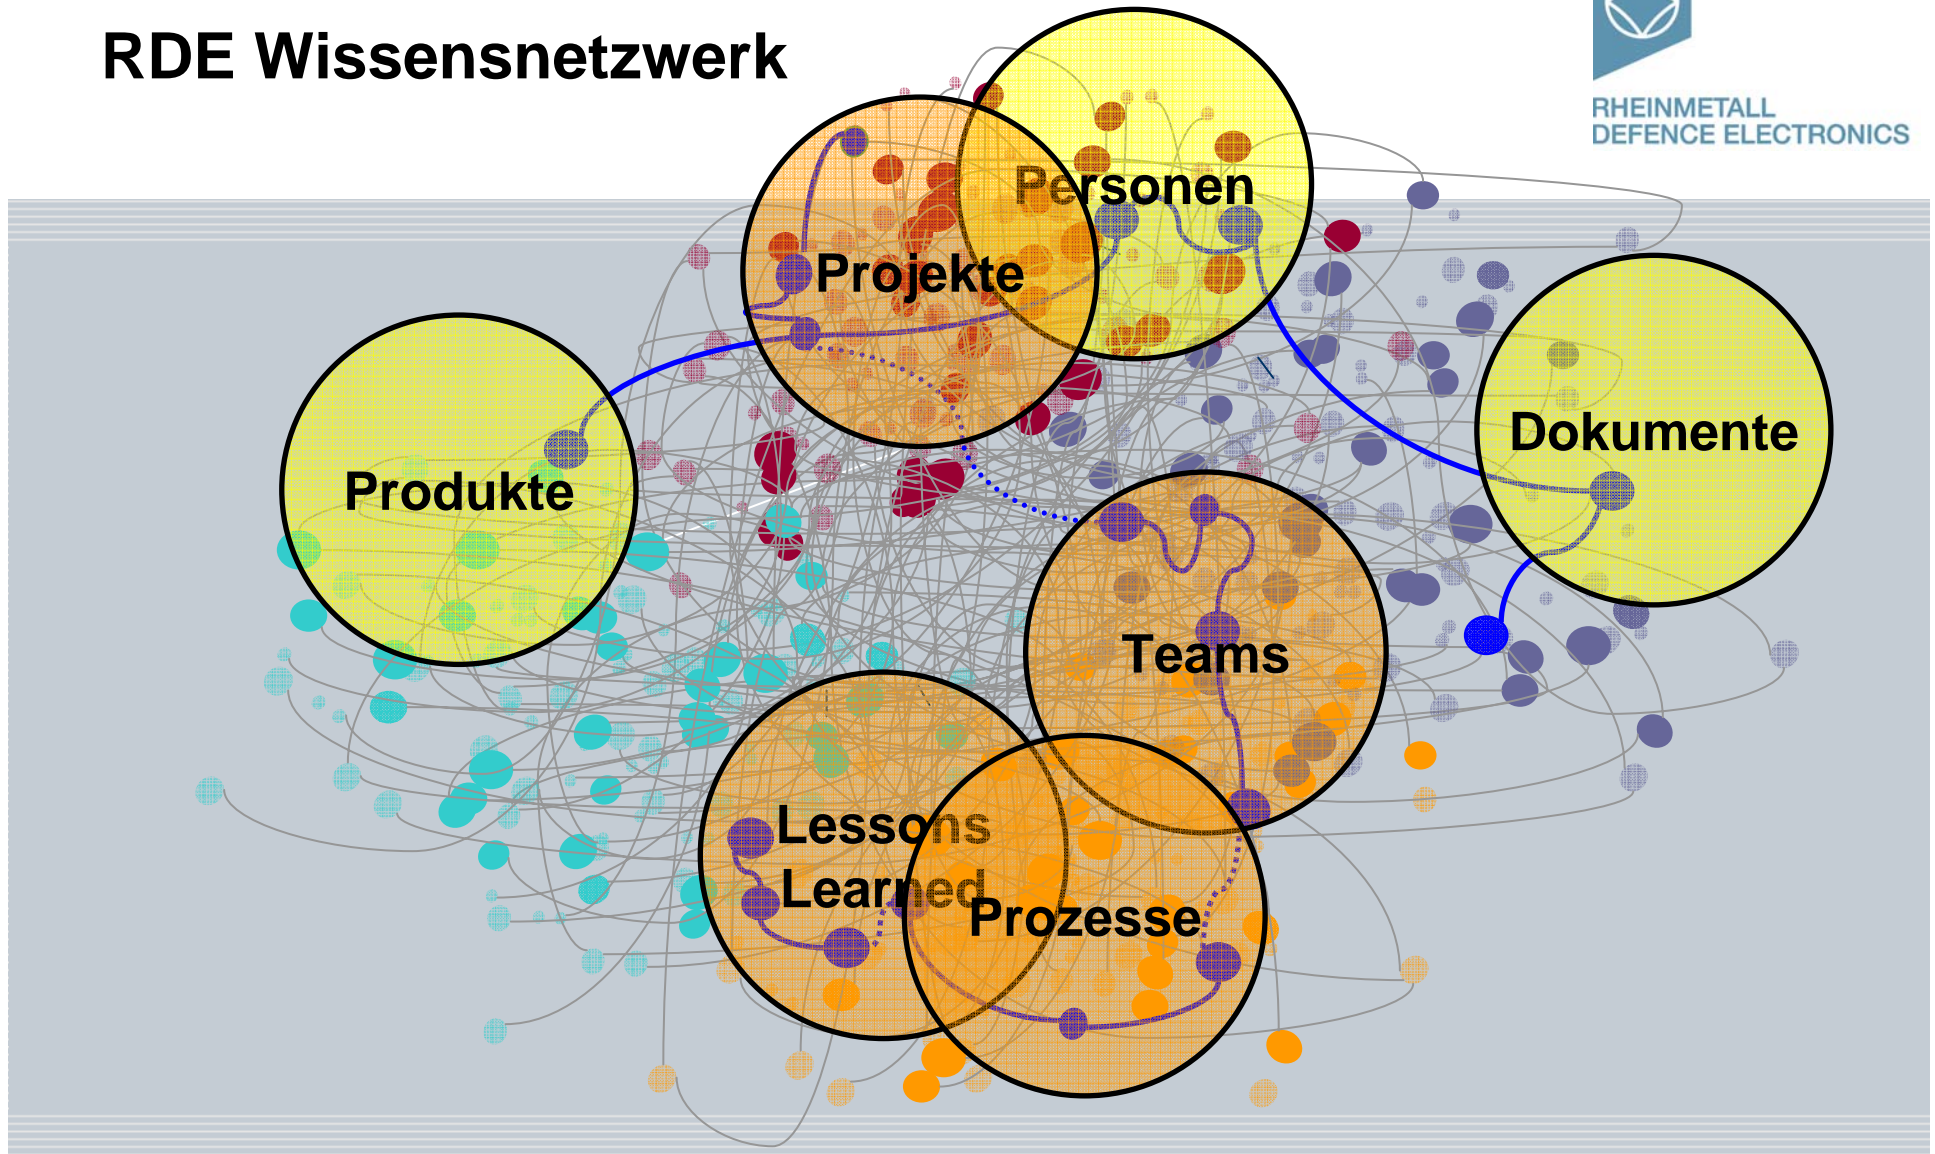 RDE Wissensnetzwerk
RHEINMETALL
DEFENCE ELECTRONICS
Personen
Projekte
Dokumente
Produkte
Teams
Lessons
Learned
Prozesse